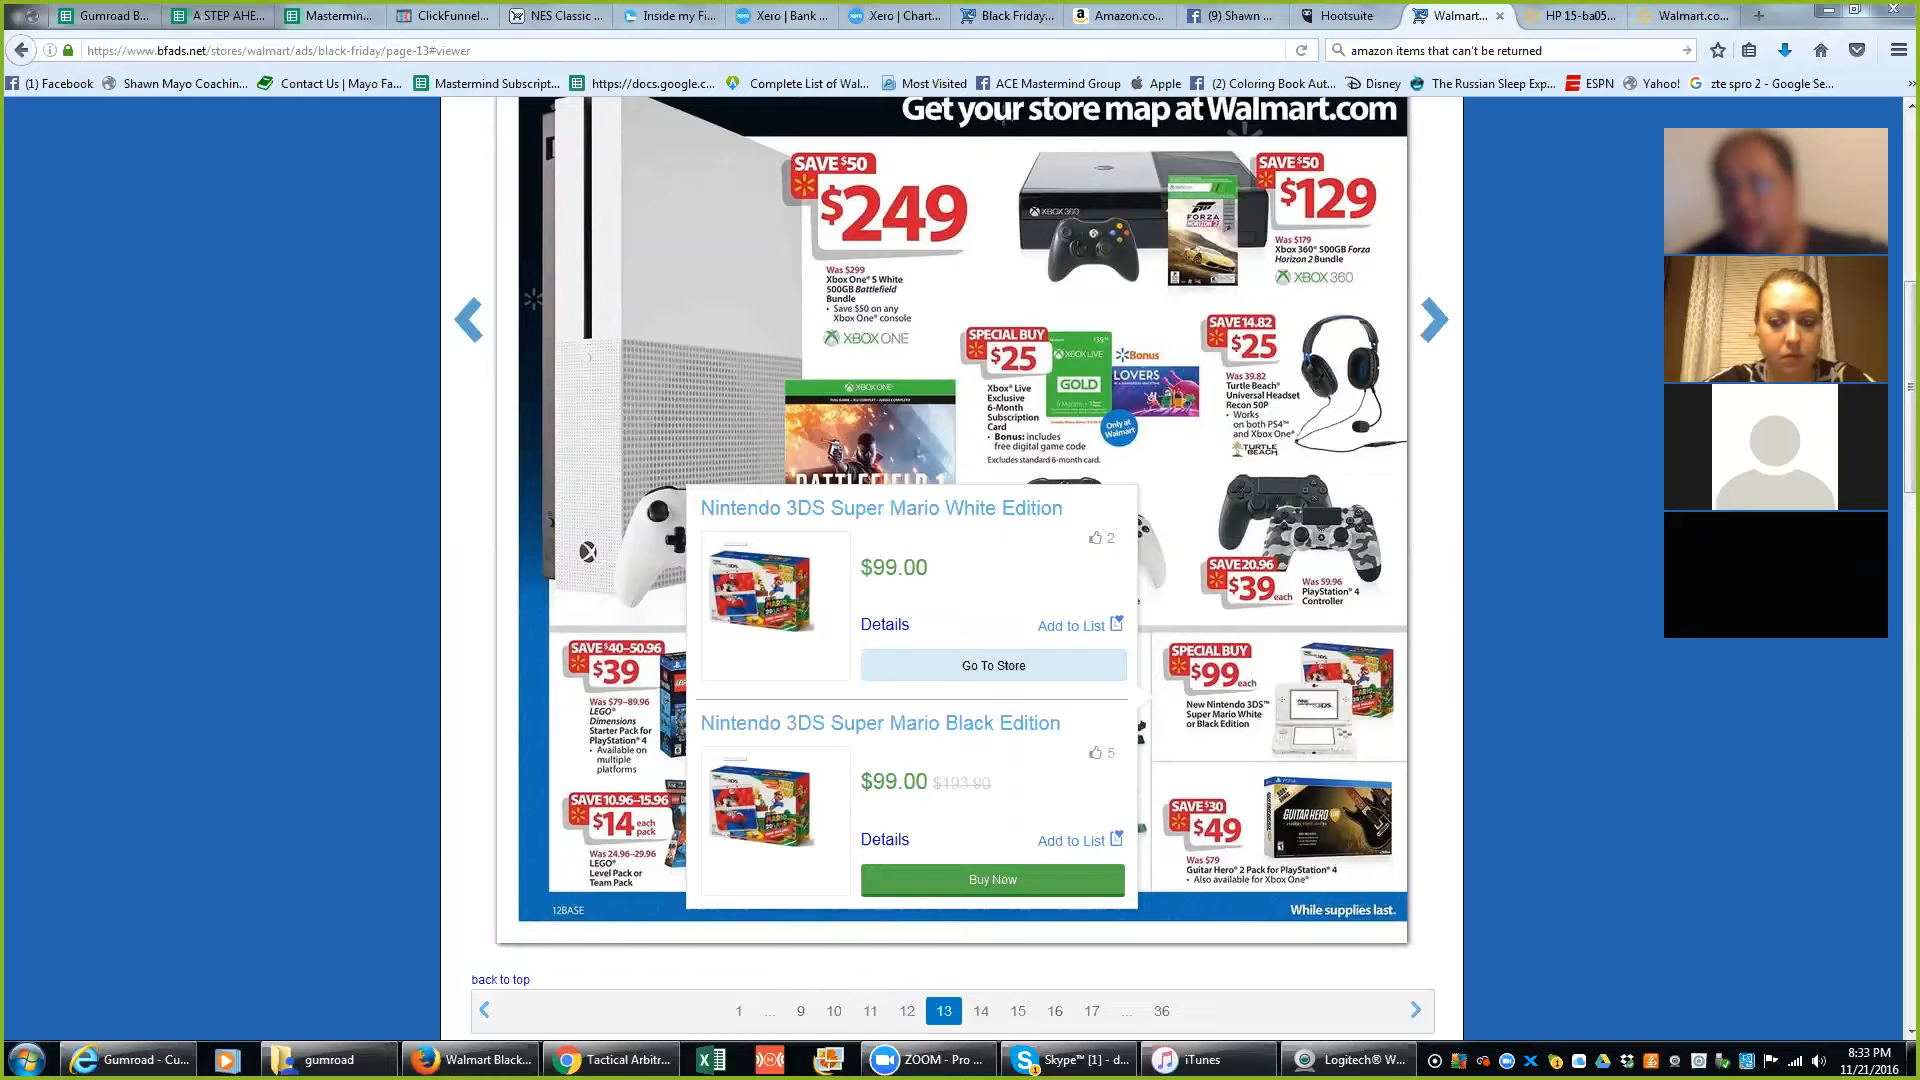 Gumroad B...
A STEP AHE...
Mastermin...
ClickFunnel...
NES Classic ...
Inside my Fi...
Xero | Bank ...
Xero | Chart...
Black Friday...
Amazon.co...
(9) Shawn ...
Hootsuite
Walmart...
HP 15-ba05...
Walmart.co...
https://www.bfads.net/stores/walmart/ads/black-friday/page-13#viewer
amazon items that can't be returned
(1) Facebook
Shawn Mayo Coachin...
Contact Us | Mayo Fa...
Mastermind Subscript...
https://docs.google.c...
Complete List of Wal...
Most Visited
ACE Mastermind Group
Apple
(2) Coloring Book Aut...
Disney
The Russian Sleep Exp...
ESPN
Yahoo!
zte spro 2 - Google Se...
Get your store map at Walmart.com
SAVE $50
$249
Was $299
Xbox One® S White
500GB Battlefield
Bundle
• Save $50 on any
Xbox One® console
XBOX ONE
XBOX 360
FORZA
HORIZON 2
SAVE $50
$129
Was $179
Xbox 360® 500GB Forza
Horizon 2 Bundle
XBOX 360
SPECIAL BUY
$25
XBOX LIVE
GOLD
Bonus
LOVERS
Only at
Walmart
Xbox® Live
Exclusive
6-Month
Subscription
Card
• Bonus: includes
free digital game code
Excludes standard 6-month card.
SAVE 14.82
$25
Was 39.82
Turtle Beach®
Universal Headset
Recon 50P
• Works
on both PS4™
and Xbox One®
TURTLE
BEACH
XBOX ONE
BATTLEFIELD 1
SAVE 20.96
$39 each
Was 59.96
PlayStation® 4
Controller
Nintendo 3DS Super Mario White Edition
2
$99.00
Details
Add to List
Go To Store
Nintendo 3DS Super Mario Black Edition
5
$99.00 $193.90
Details
Add to List
Buy Now
SAVE $40–50.96
$39
Was $79–89.96
LEGO®
Dimensions
Starter Pack for
PlayStation® 4
• Available on
multiple
platforms
SAVE 10.96–15.96
$14 each
pack
Was 24.96–29.96
LEGO®
Level Pack or
Team Pack
SPECIAL BUY
$99 each
New Nintendo 3DS™
Super Mario White
or Black Edition
SAVE $30
$49
GUITAR HERO
Was $79
Guitar Hero® 2 Pack for PlayStation® 4
• Also available for Xbox One®
12BASE
While supplies last.
back to top
1 ... 9 10 11 12 13 14 15 16 17 ... 36
Gumroad - Cu...
gumroad
Walmart Black...
Tactical Arbitr...
ZOOM - Pro ...
Skype™ [1] - d...
iTunes
Logitech® W...
8:33 PM
11/21/2016